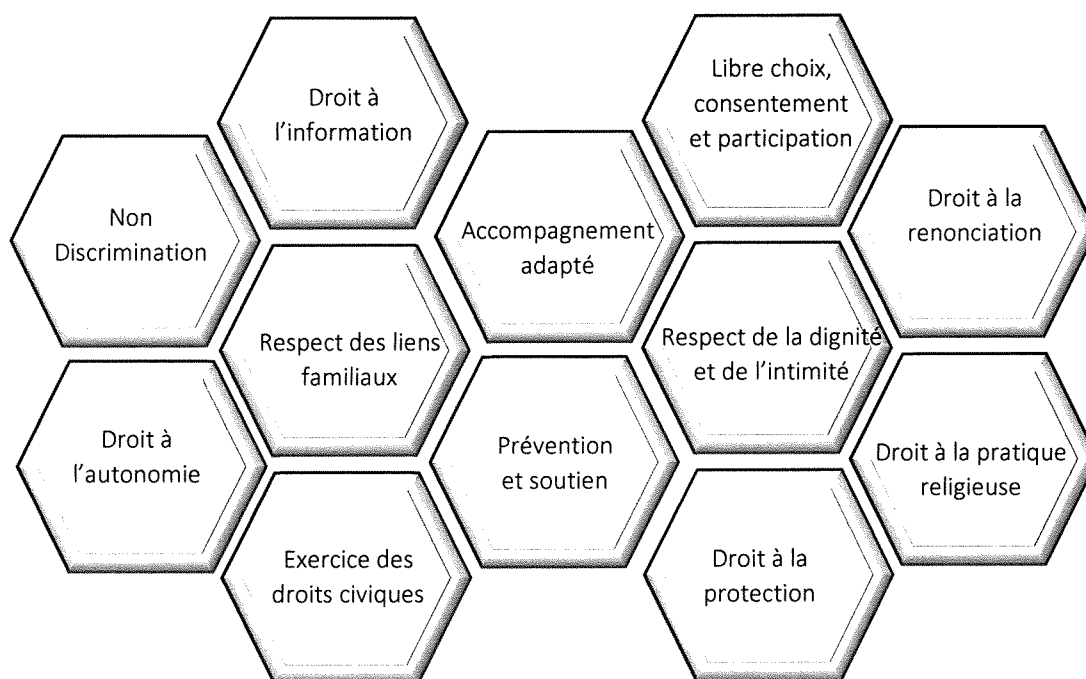 Droit à
l'information
Libre choix,
consentement
et participation
Non
Discrimination
Accompagnement
adapté
Droit à la
renonciation
Respect des liens
familiaux
Respect de la dignité
et de l'intimité
Droit à
l'autonomie
Prévention
et soutien
Droit à la pratique
religieuse
Exercice des
droits civiques
Droit à la
protection